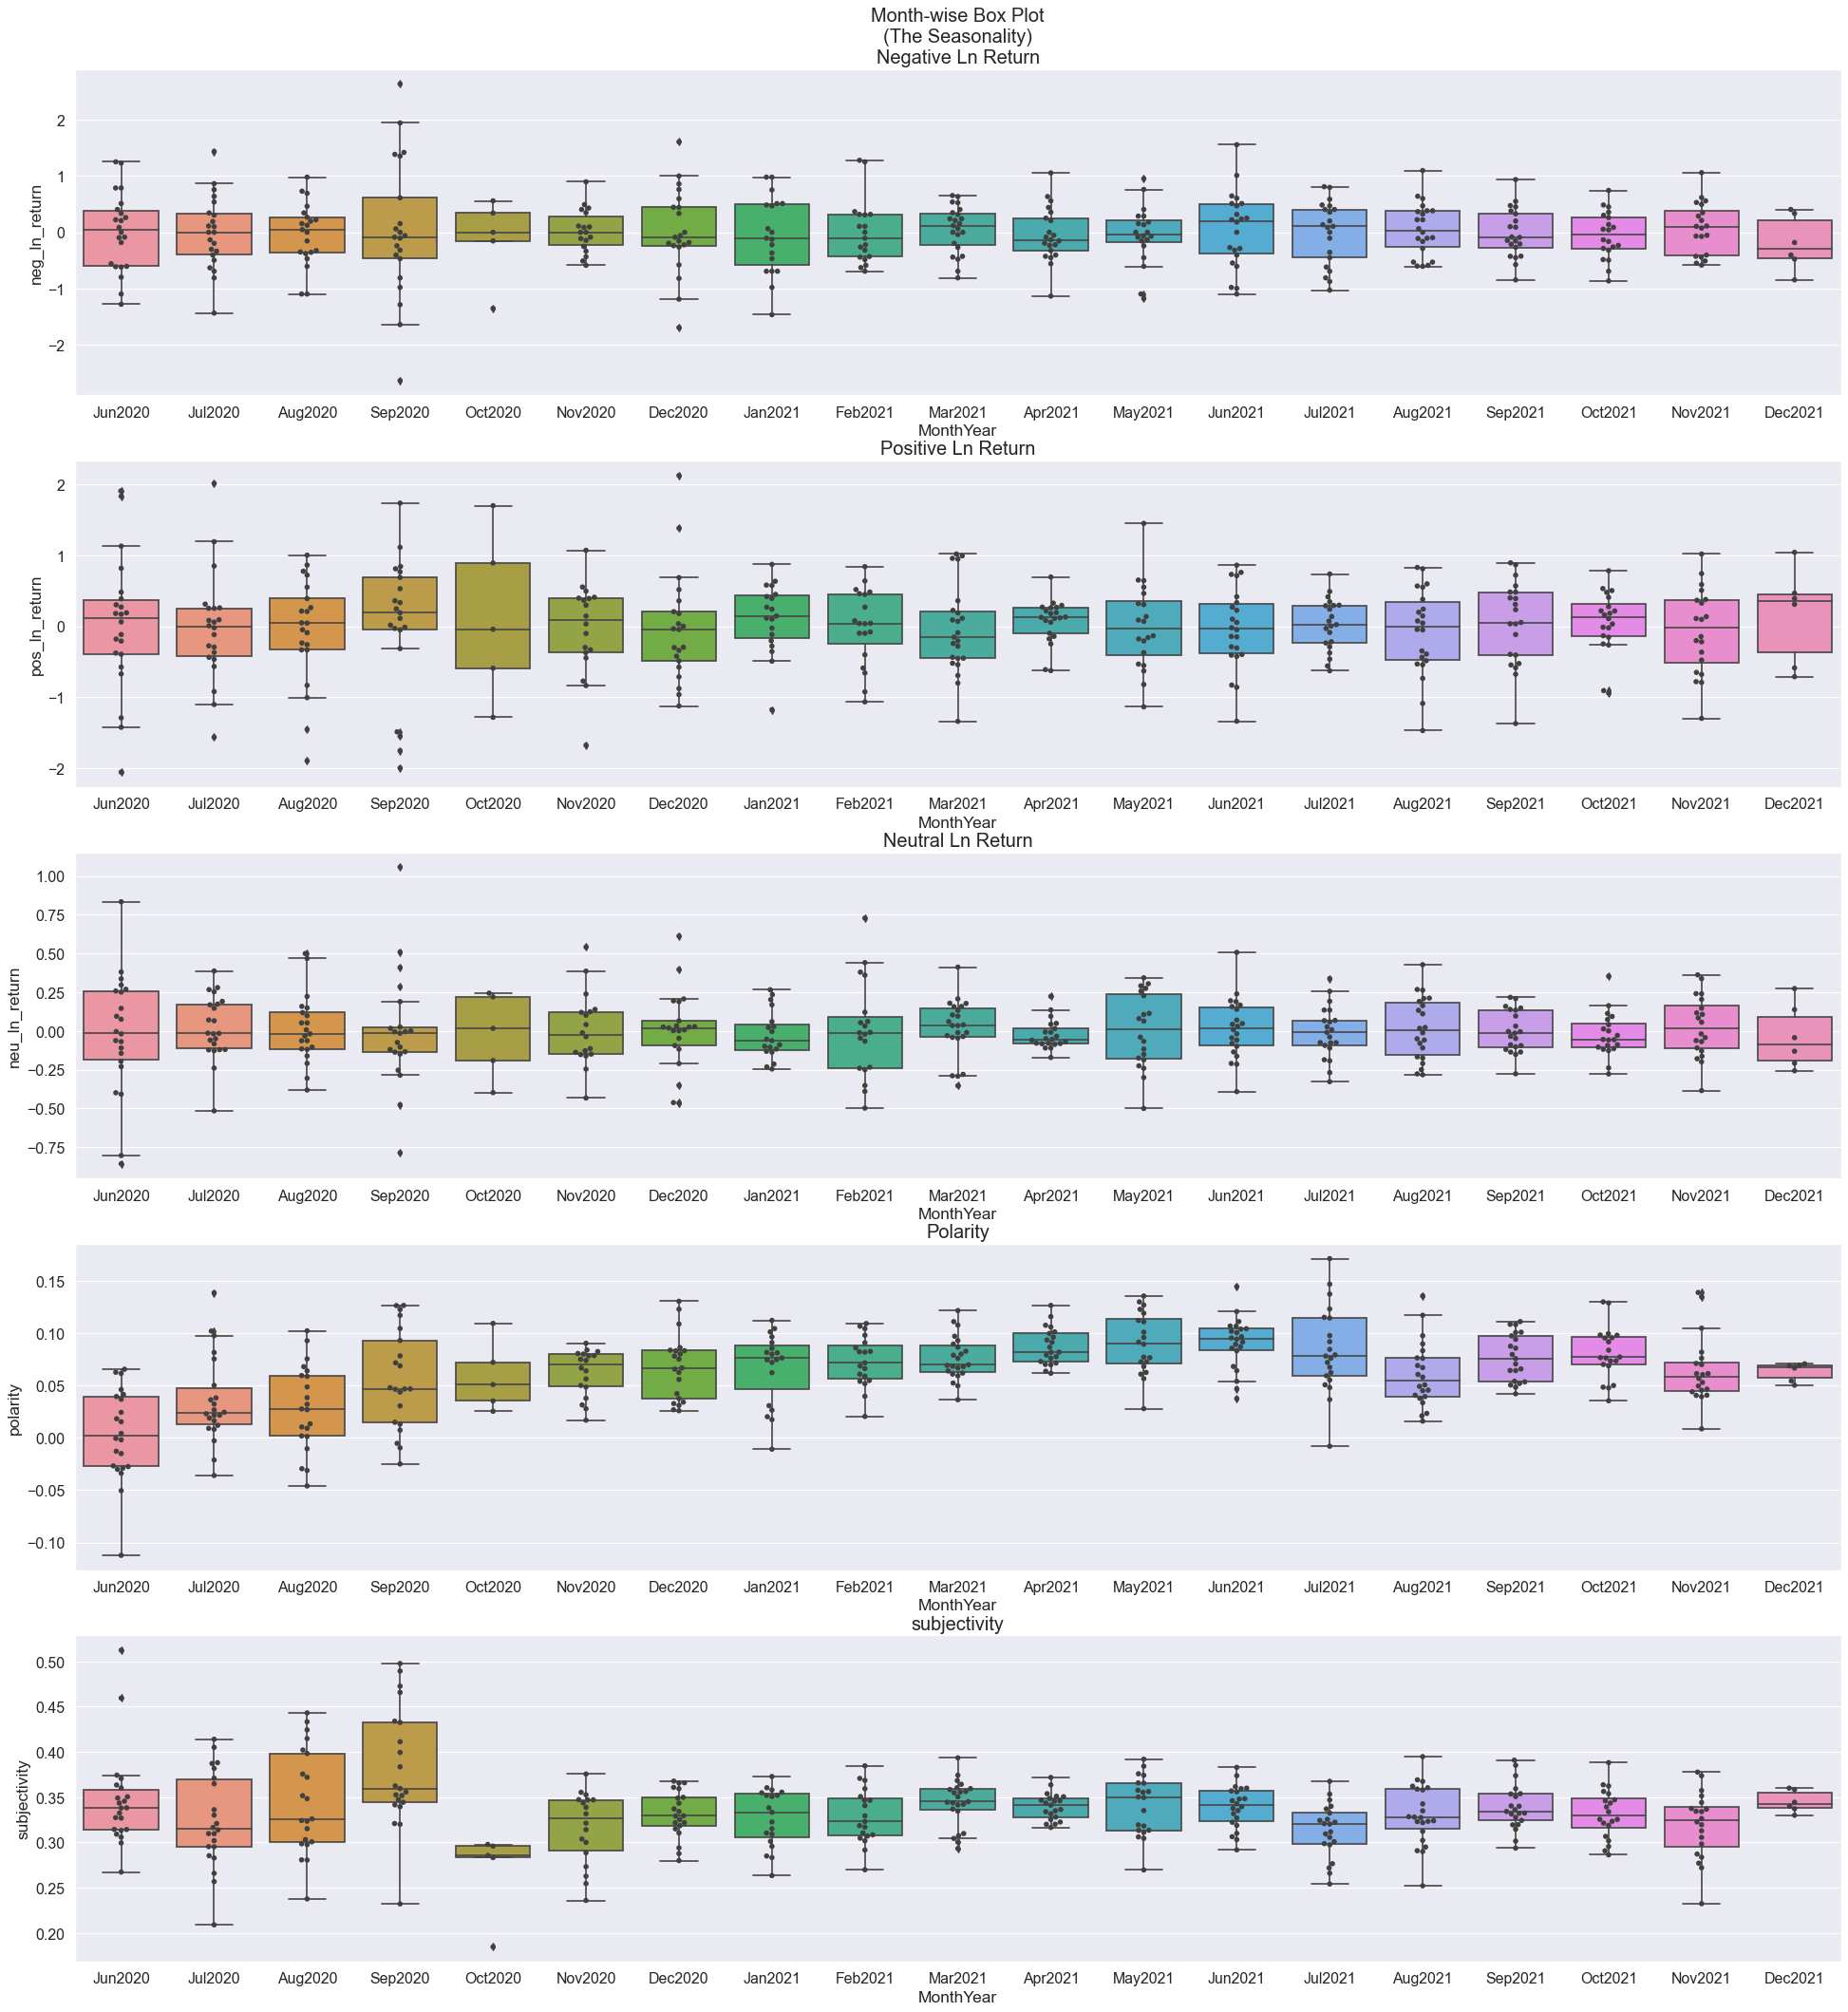 Month-wise Box Plot
(The Seasonality)
Negative Ln Return
neg_ln_return
2
1
0
−1
−2
Jun2020 Jul2020 Aug2020 Sep2020 Oct2020 Nov2020 Dec2020 Jan2021 Feb2021 Mar2021 Apr2021 May2021 Jun2021 Jul2021 Aug2021 Sep2021 Oct2021 Nov2021 Dec2021
MonthYear
Positive Ln Return
pos_ln_return
2
1
0
−1
−2
Jun2020 Jul2020 Aug2020 Sep2020 Oct2020 Nov2020 Dec2020 Jan2021 Feb2021 Mar2021 Apr2021 May2021 Jun2021 Jul2021 Aug2021 Sep2021 Oct2021 Nov2021 Dec2021
MonthYear
Neutral Ln Return
neu_ln_return
1.00
0.75
0.50
0.25
0.00
−0.25
−0.50
−0.75
Jun2020 Jul2020 Aug2020 Sep2020 Oct2020 Nov2020 Dec2020 Jan2021 Feb2021 Mar2021 Apr2021 May2021 Jun2021 Jul2021 Aug2021 Sep2021 Oct2021 Nov2021 Dec2021
MonthYear
Polarity
polarity
0.15
0.10
0.05
0.00
−0.05
−0.10
Jun2020 Jul2020 Aug2020 Sep2020 Oct2020 Nov2020 Dec2020 Jan2021 Feb2021 Mar2021 Apr2021 May2021 Jun2021 Jul2021 Aug2021 Sep2021 Oct2021 Nov2021 Dec2021
MonthYear
subjectivity
subjectivity
0.50
0.45
0.40
0.35
0.30
0.25
0.20
Jun2020 Jul2020 Aug2020 Sep2020 Oct2020 Nov2020 Dec2020 Jan2021 Feb2021 Mar2021 Apr2021 May2021 Jun2021 Jul2021 Aug2021 Sep2021 Oct2021 Nov2021 Dec2021
MonthYear